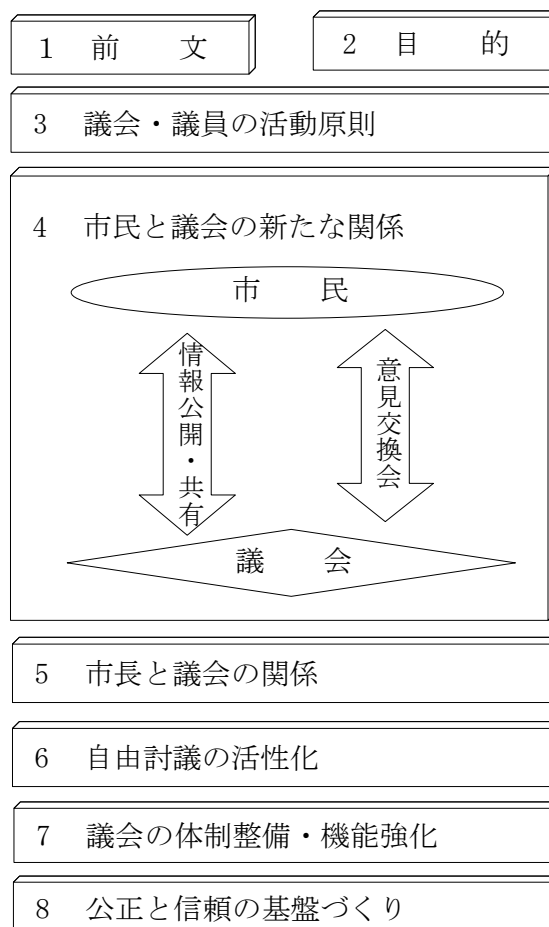 1 前 文
2 目 的
3 議会・議員の活動原則
4 市民と議会の新たな関係
市 民
情報公開・共有
意見交換会
議 会
5 市長と議会の関係
6 自由討議の活性化
7 議会の体制整備・機能強化
8 公正と信頼の基盤づくり